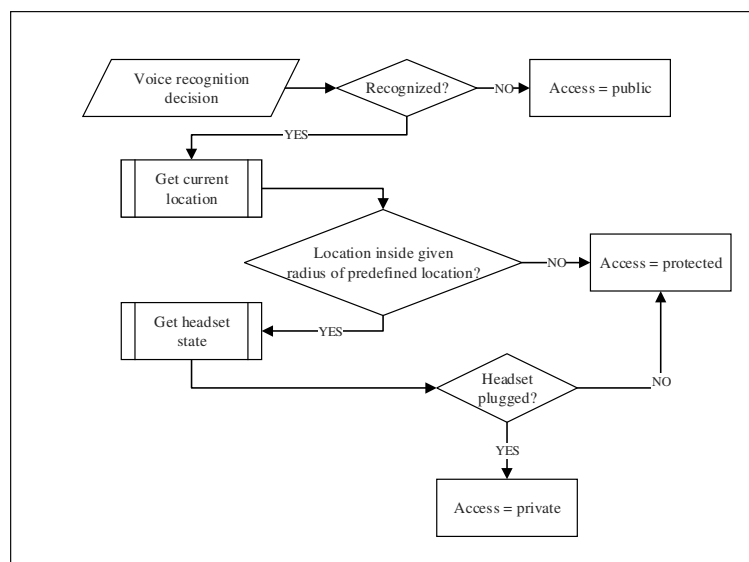 Voice recognition
decision
Recognized?
NO
Access = public
YES
Get current
location
Location inside given
radius of predefined location?
NO
Access = protected
YES
Get headset
state
Headset
plugged?
NO
YES
Access = private